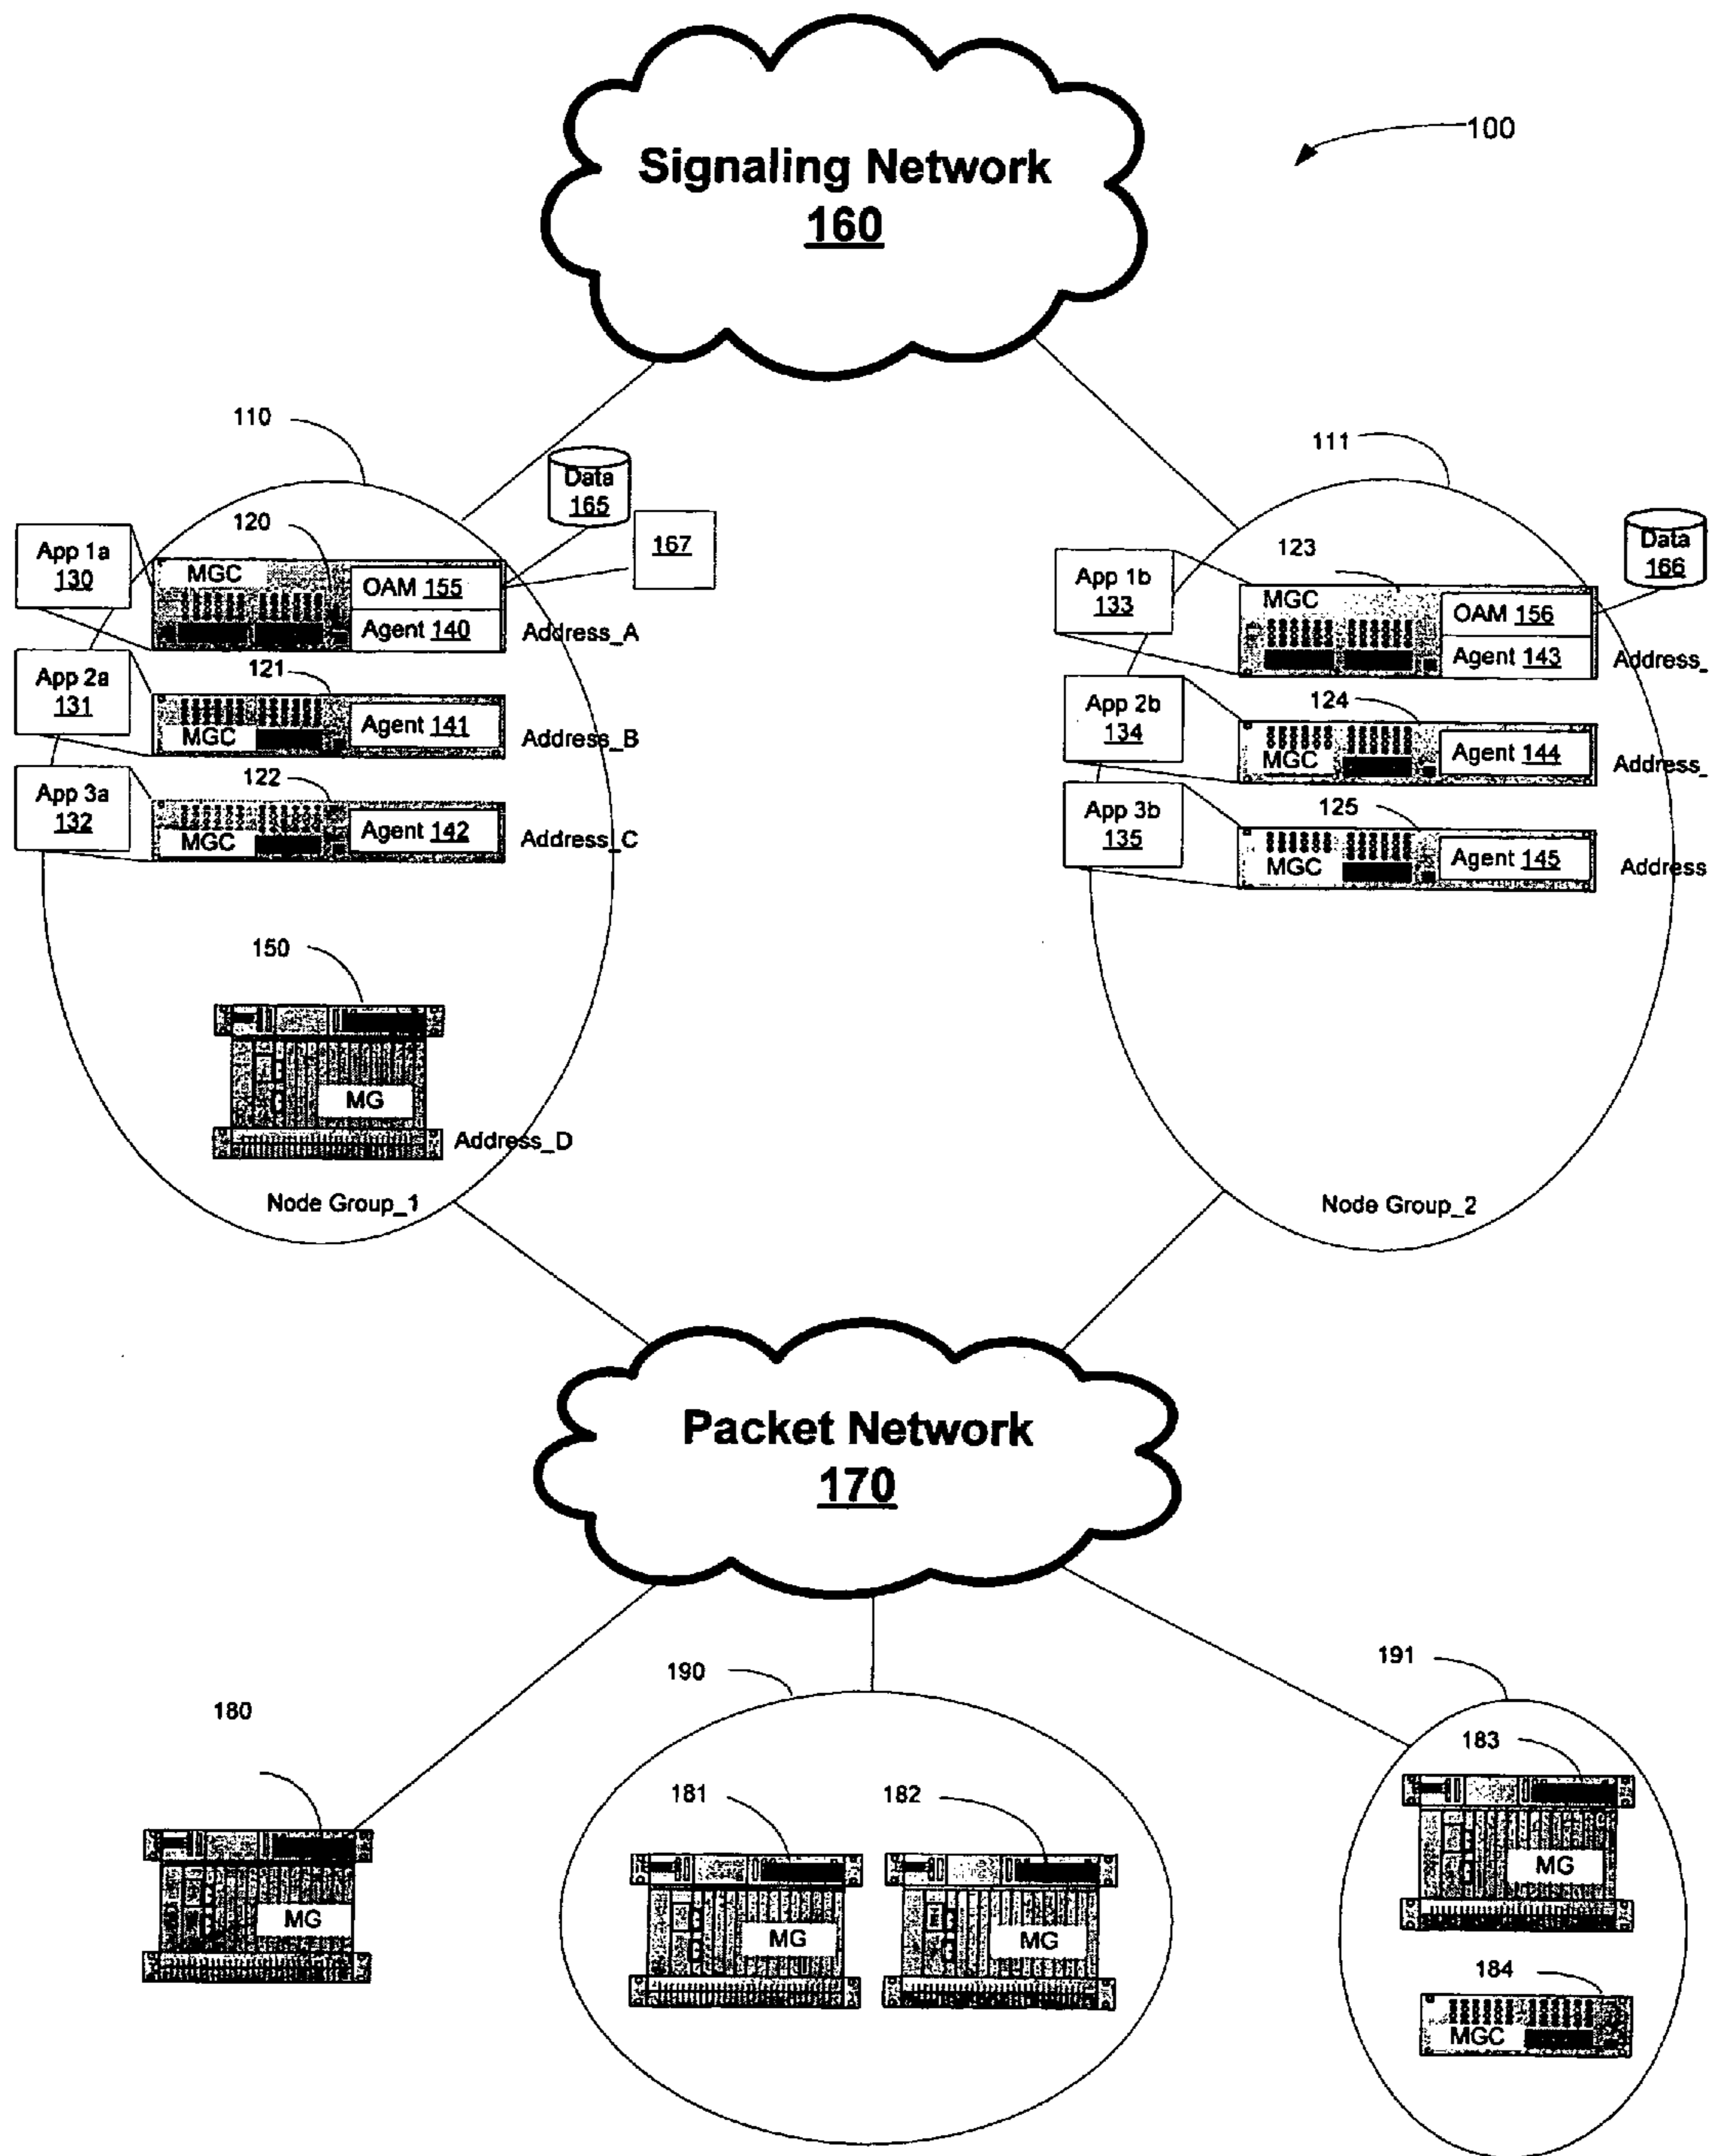 Signaling Network
160
100
110
111
Data
165
167
120
App 1a
130
MGC
OAM 155
Agent 140
Address_A
App 2a
131
121
MGC
Agent 141
Address_B
App 3a
132
122
MGC
Agent 142
Address_C
150
MG
Address_D
Node Group_1
Data
166
123
App 1b
133
MGC
OAM 156
Agent 143
Address_
App 2b
134
124
MGC
Agent 144
Address_
App 3b
135
125
MGC
Agent 145
Address
Node Group_2
Packet Network
170
180
MG
190
181
MG
182
MG
191
183
MG
184
MGC